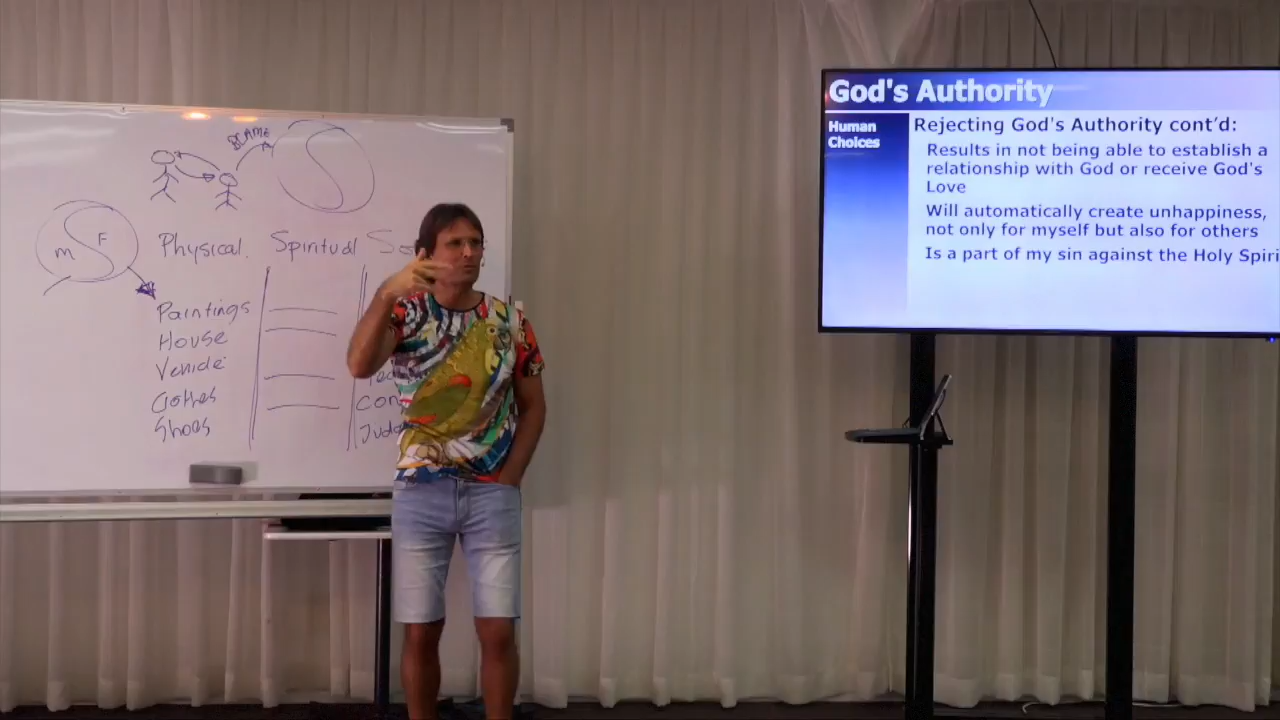 BLAME
m F
Physical. Spiritual
Paintings
House
Vehicle
Clothes
Shoes
God's Authority
Human
Choices
Rejecting God's Authority cont'd:
Results in not being able to establish a
relationship with God or receive God's
Love
Will automatically create unhappiness,
not only for myself but also for others
Is a part of my sin against the Holy Spiri